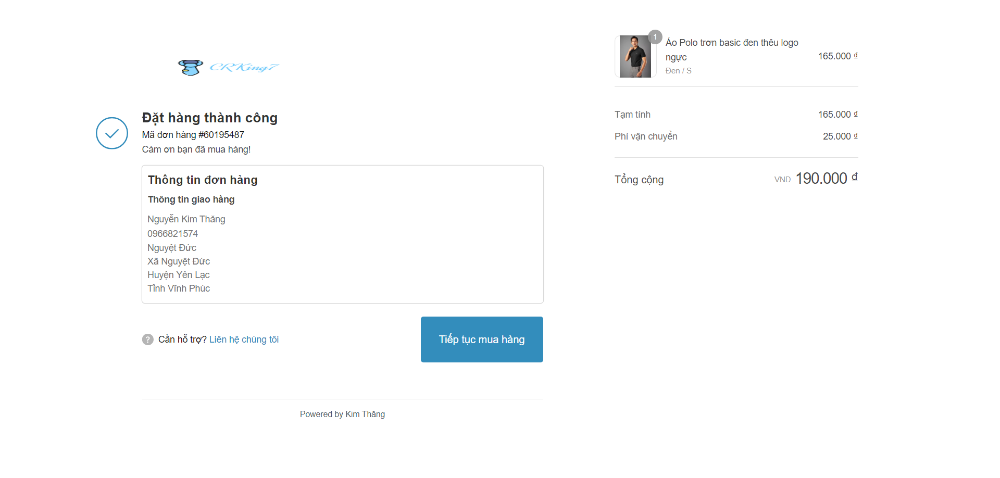 CRKing7
Đặt hàng thành công
Mã đơn hàng #60195487
Cám ơn bạn đã mua hàng!
Thông tin đơn hàng
Thông tin giao hàng
Nguyễn Kim Thăng
0966821574
Nguyệt Đức
Xã Nguyệt Đức
Huyện Yên Lạc
Tỉnh Vĩnh Phúc
? Cần hỗ trợ? Liên hệ chúng tôi
Tiếp tục mua hàng
Powered by Kim Thăng
1
Áo Polo trơn basic đen thêu logo
ngực
Đen / S
165.000 ₫
Tạm tính 165.000 ₫
Phí vận chuyển 25.000 ₫
Tổng cộng VND 190.000 ₫